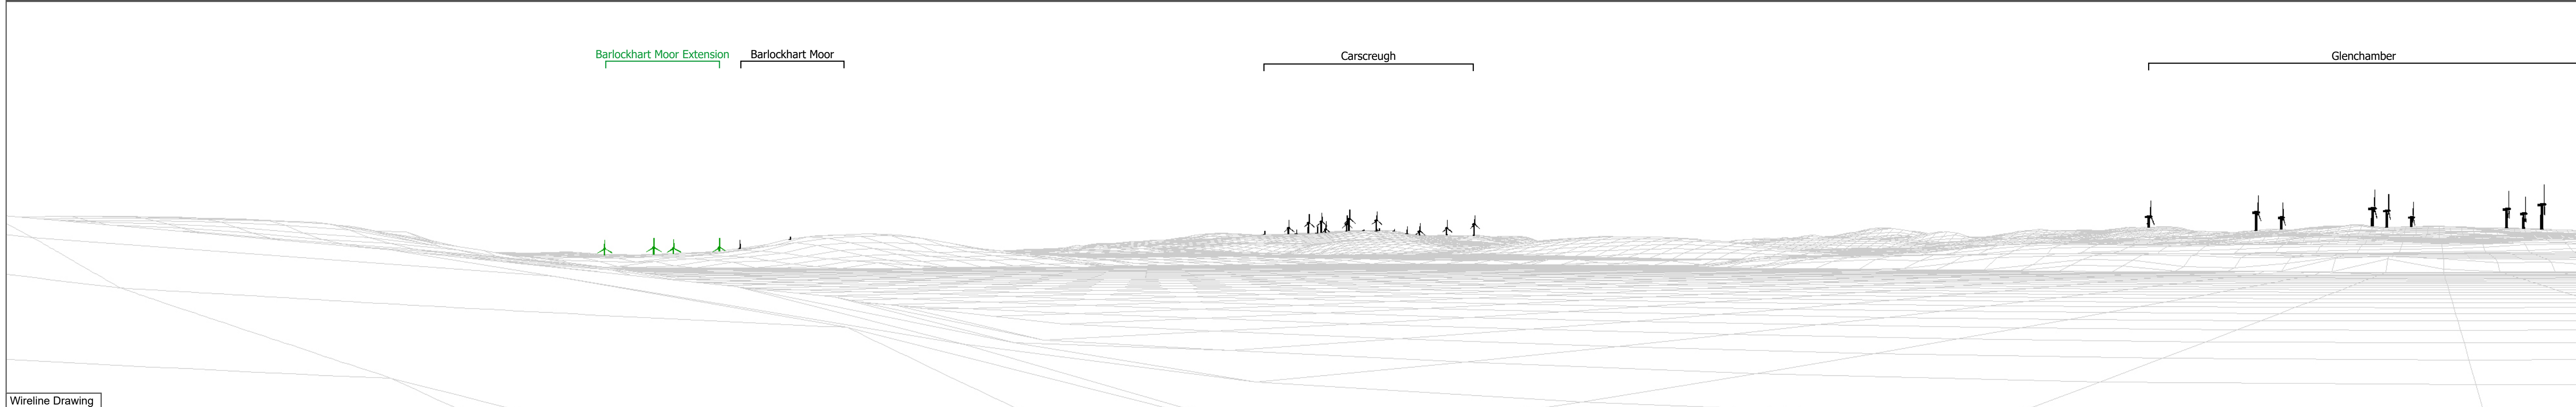 Barlockhart Moor Extension
Barlockhart Moor
Carscreugh
Glenchamber
Wireline Drawing